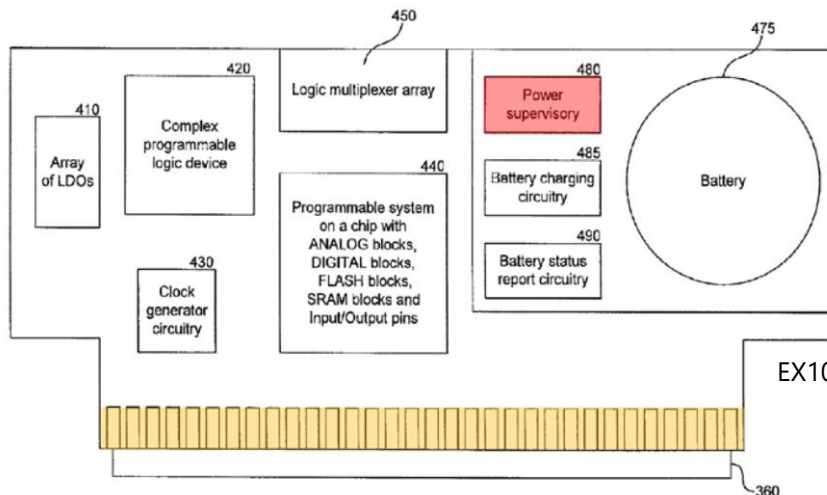 450
475
410
Array
of LDOs
420
Complex
programmable
logic device
Logic multiplexer array
480
Power
supervisory
485
Battery charging
circuitry
490
Battery status
report circuitry
Battery
430
Clock
generator
circuitry
440
Programmable system
on a chip with
ANALOG blocks,
DIGITAL blocks,
FLASH blocks,
SRAM blocks and
Input/Output pins
EX10
360